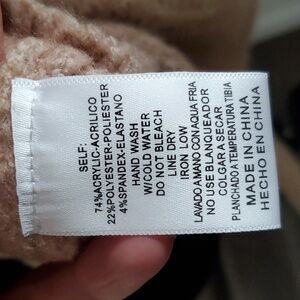 SELF:
74%ACRYLIC-ACRILICO
22%POLYESTER-POLIESTER
4%SPANDEX-ELASTANO
HAND WASH
W/COLD WATER
DO NOT BLEACH
LINE DRY
IRON LOW
LAVADO A MANO CON AQUA FRIA
NO USE BLANQUEADOR
COLGAR A SECAR
PLANCHADO A TEMPERATURA TIBIA
MADE IN CHINA
HECHO EN CHINA